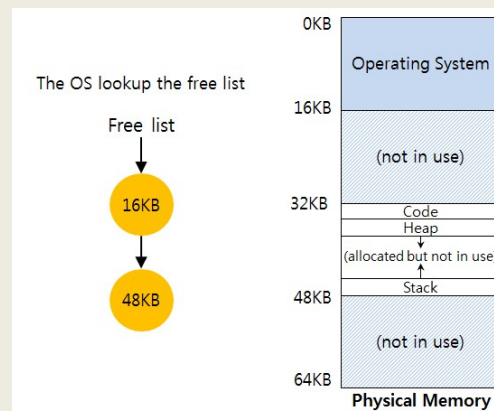 The OS lookup the free list
Free list
16KB
48KB
0KB
Operating System
16KB
(not in use)
32KB
Code
Heap
(allocated but not in use)
Stack
48KB
(not in use)
64KB
Physical Memory